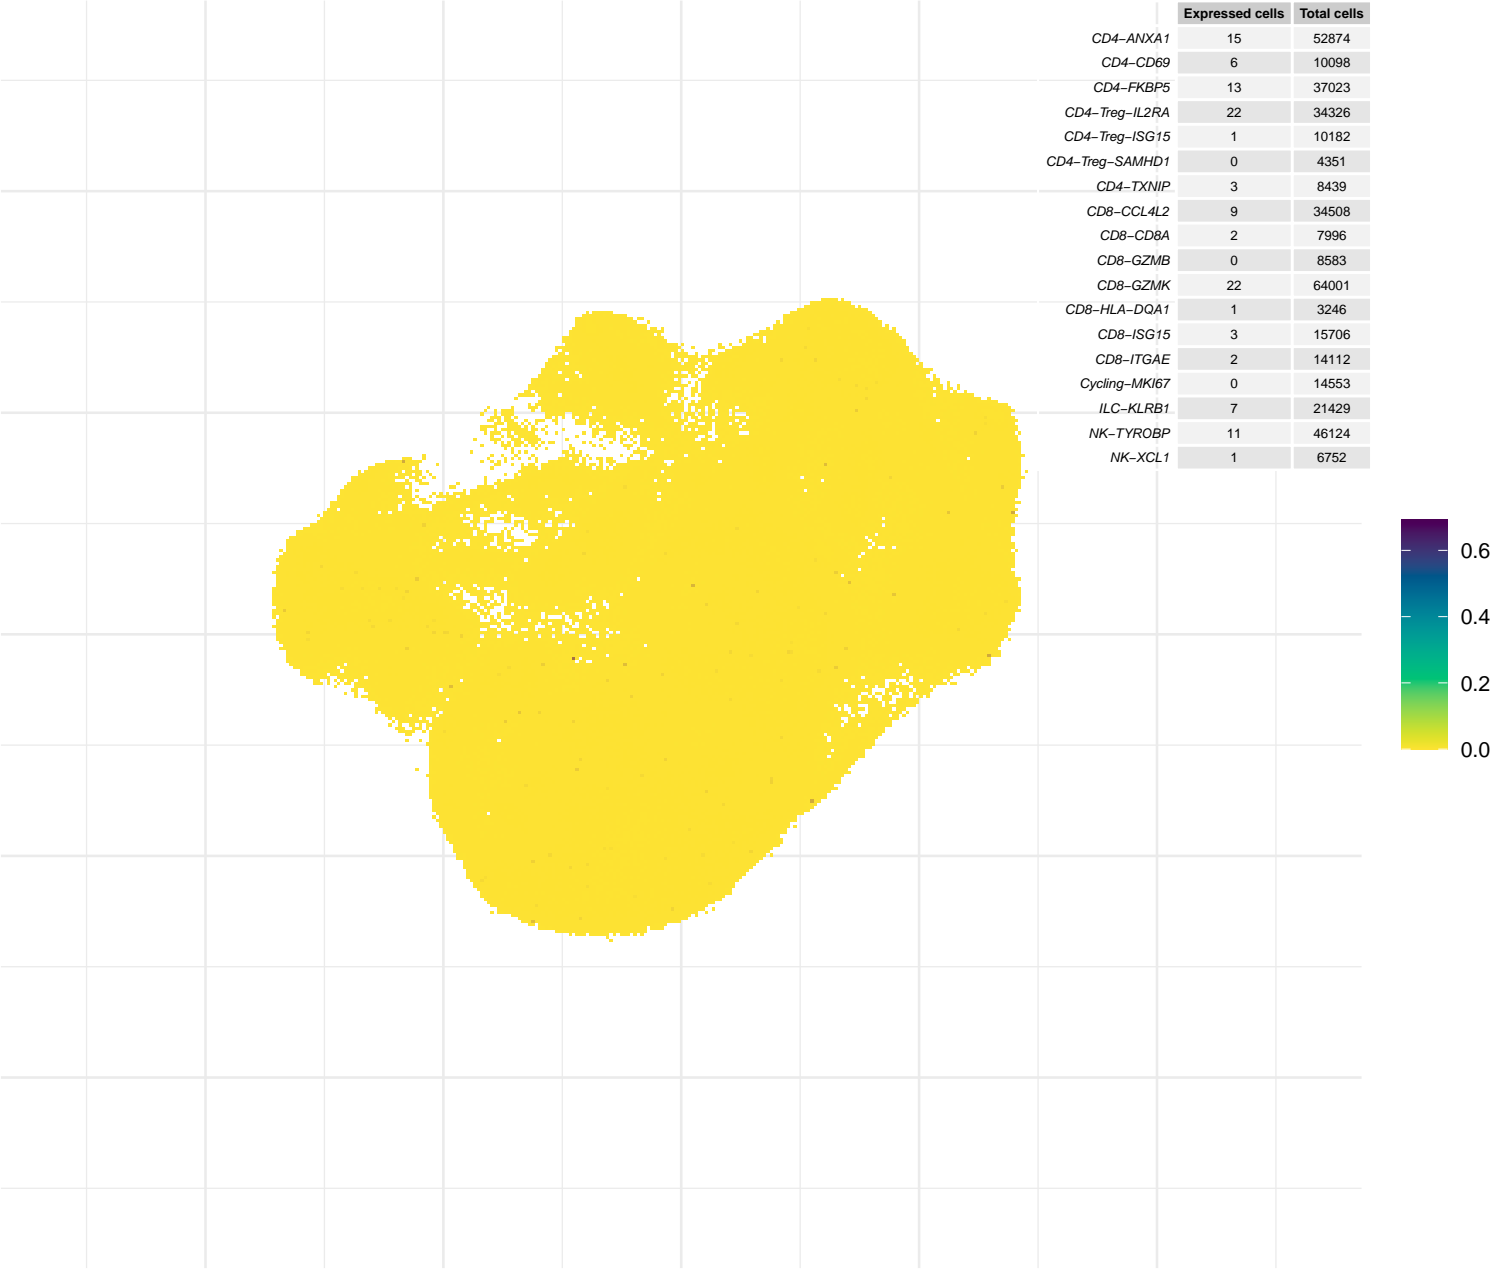 Expressed cells Total cells
CD4−ANXA1 15 52874
CD4−CD69 6 10098
CD4−FKBP5 13 37023
CD4−Treg−IL2RA 22 34326
CD4−Treg−ISG15 1 10182
CD4−Treg−SAMHD1 0 4351
CD4−TXNIP 3 8439
CD8−CCL4L2 9 34508
CD8−CD8A 2 7996
CD8−GZMB 0 8583
CD8−GZMK 22 64001
CD8−HLA−DQA1 1 3246
CD8−ISG15 3 15706
CD8−ITGAE 2 14112
Cycling−MKI67 0 14553
ILC−KLRB1 7 21429
NK−TYROBP 11 46124
NK−XCL1 1 6752
0.6
0.4
0.2
0.0